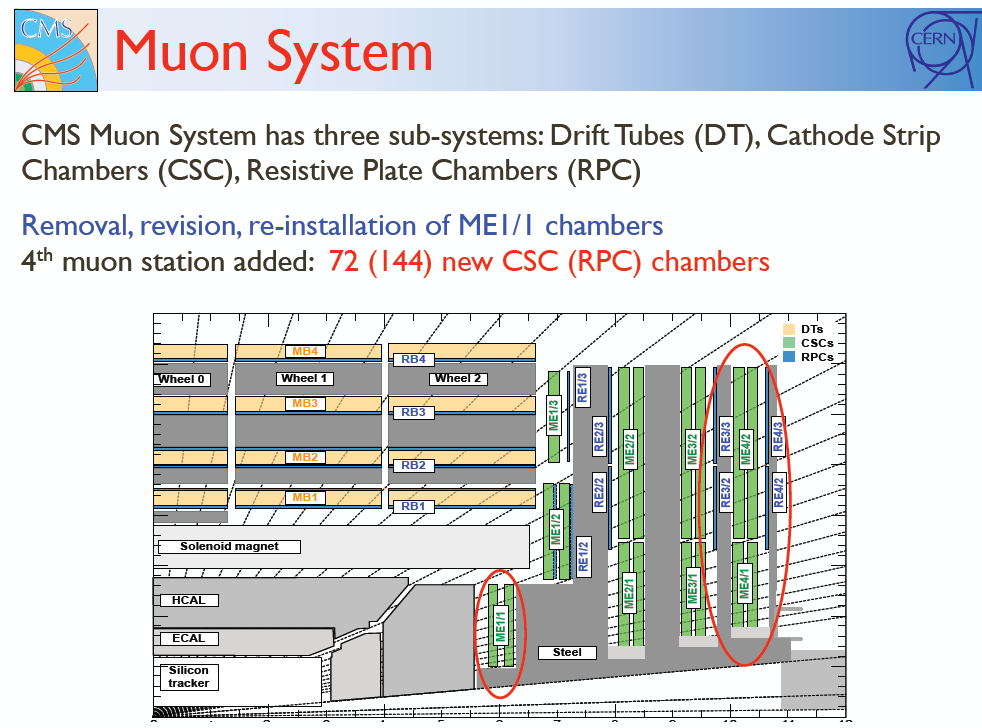 CMS
Muon System
CERN
CMS Muon System has three sub-systems: Drift Tubes (DT), Cathode Strip
Chambers (CSC), Resistive Plate Chambers (RPC)
Removal, revision, re-installation of ME1/1 chambers
4th muon station added: 72 (144) new CSC (RPC) chambers
DTs
CSCs
RPCs
MB4
RB4
Wheel 0
Wheel 1
Wheel 2
MB3
RB3
MB2
RB2
MB1
RB1
ME1/3
RE1/3
RE2/3
ME2/2
ME3/2
RE3/3
ME4/2
RE4/3
RE2/2
RE3/2
RE4/2
ME1/2
RE1/2
Solenoid magnet
HCAL
ECAL
Silicon
tracker
ME1/1
Steel
ME2/1
ME3/1
ME4/1